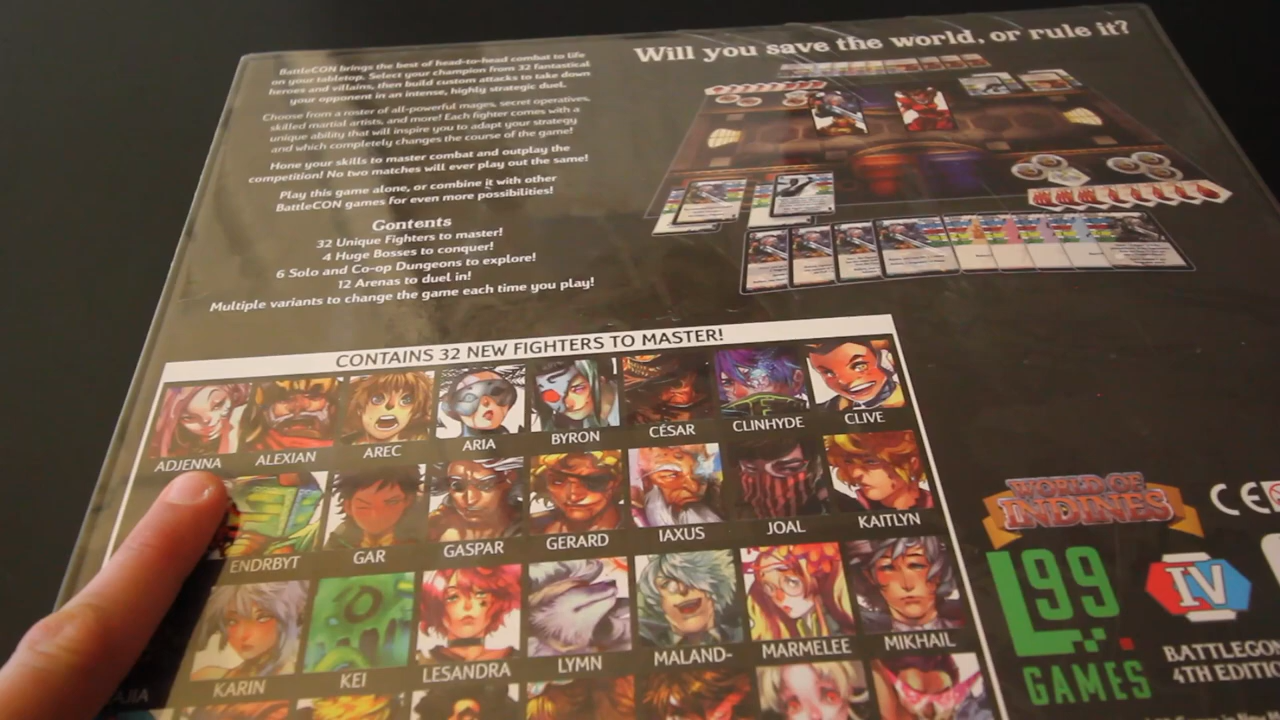 BattleCON brings the best of head-to-head combat to life
on your tabletop. Select your champion from 32 fantastical
heroes and villains, then build custom attacks to take down
your opponent in an intense, highly strategic duel.
Choose from a roster of all-powerful mages, secret operatives,
skilled martial artists, and more! Each fighter comes with a
unique ability that will inspire you to adapt your strategy
and which completely changes the course of the game!
Hone your skills to master combat and outplay the
competition! No two matches will ever play out the same!
Play this game alone, or combine it with other
BattleCON games for even more possibilities!
Contents
32 Unique Fighters to master!
4 Huge Bosses to conquer!
6 Solo and Co-op Dungeons to explore!
12 Arenas to duel in!
Multiple variants to change the game each time you play!
Will you save the world, or rule it?
CONTAINS 32 NEW FIGHTERS TO MASTER!
ADJENNA ALEXIAN AREC ARIA BYRON CÉSAR CLINHYDE CLIVE
ENDRBYT GAR GASPAR GERARD IAXUS JOAL KAITLYN
AJIA KARIN KEI LESANDRA LYMN MALAND- MARMELEE MIKHAIL
WORLD OF
INDINES
CE
L99
GAMES
IV
BATTLECON
4TH EDITIO